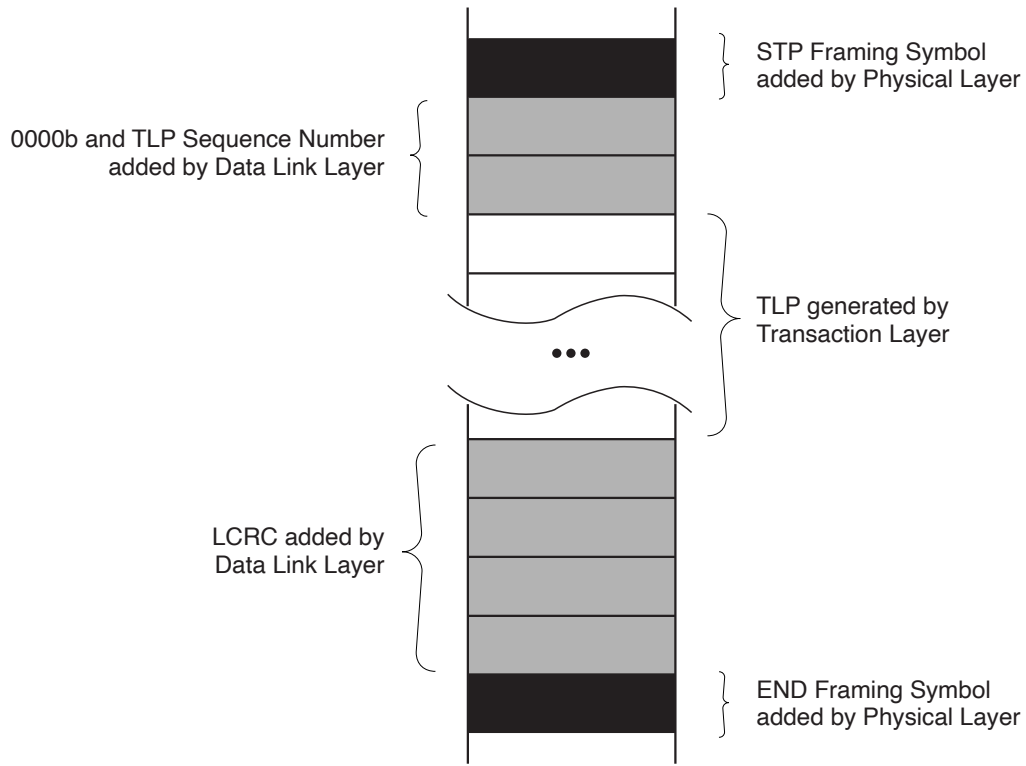 STP Framing Symbol
added by Physical Layer
0000b and TLP Sequence Number
added by Data Link Layer
TLP generated by
Transaction Layer
LCRC added by
Data Link Layer
END Framing Symbol
added by Physical Layer